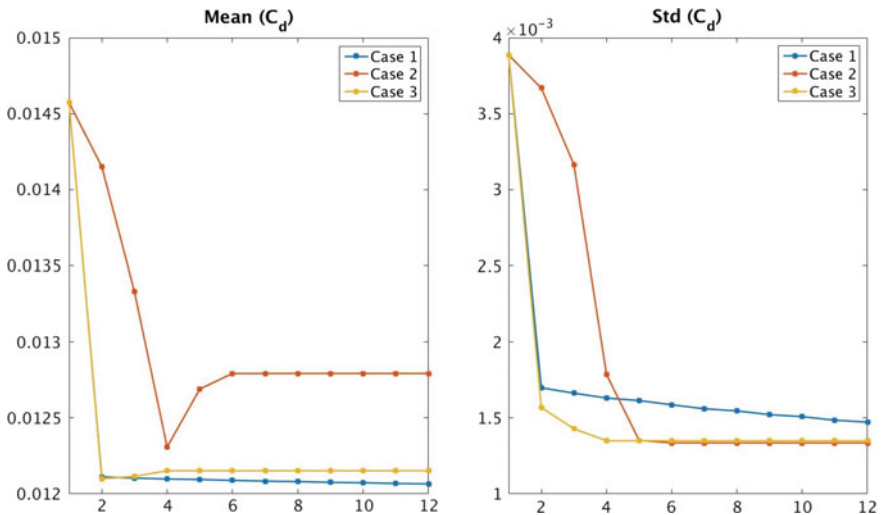 Mean (C_d)
0.015
0.0145
0.014
0.0135
0.013
0.0125
0.012
2 4 6 8 10 12
Case 1
Case 2
Case 3
Std (C_d)
4 ×10⁻³
3.5
3
2.5
2
1.5
1
2 4 6 8 10 12
Case 1
Case 2
Case 3